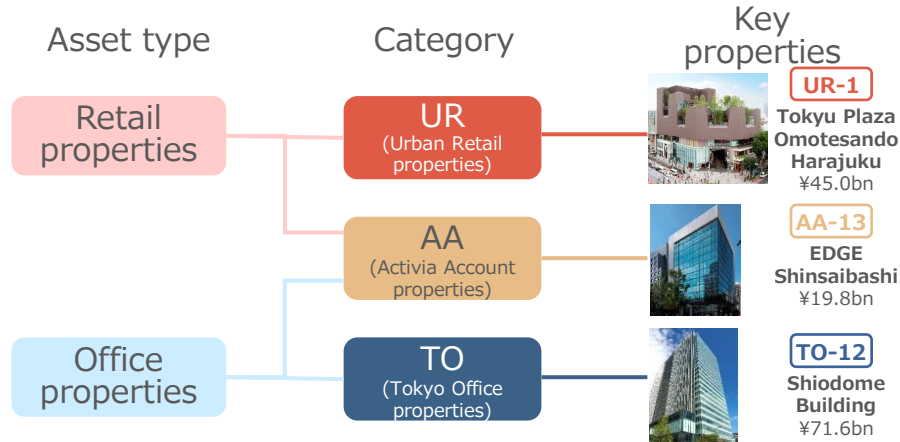 Asset type
Category
Key
properties
Retail
properties
UR
(Urban Retail
properties)
UR-1
Tokyu Plaza
Omotesando
Harajuku
¥45.0bn
AA
(Activia Account
properties)
AA-13
EDGE
Shinsaibashi
¥19.8bn
Office
properties
TO
(Tokyo Office
properties)
TO-12
Shiodome
Building
¥71.6bn